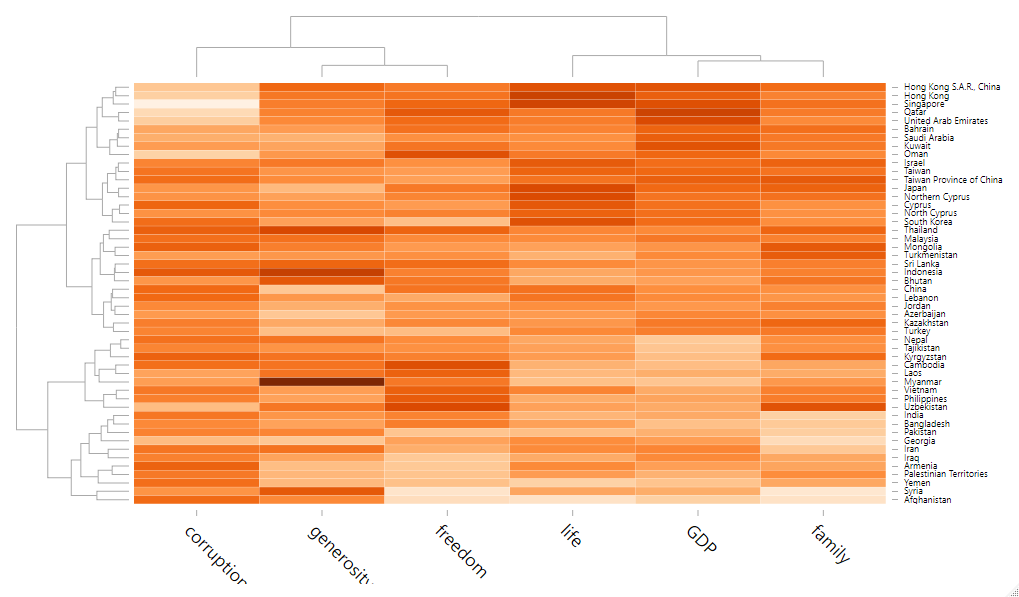 Hong Kong S.A.R., China
Hong Kong
Singapore
Qatar
United Arab Emirates
Bahrain
Saudi Arabia
Kuwait
Oman
Israel
Taiwan
Taiwan Province of China
Japan
Northern Cyprus
Cyprus
North Cyprus
South Korea
Thailand
Malaysia
Mongolia
Turkmenistan
Sri Lanka
Indonesia
Bhutan
China
Lebanon
Jordan
Azerbaijan
Kazakhstan
Turkey
Nepal
Tajikistan
Kyrgyzstan
Cambodia
Laos
Myanmar
Vietnam
Philippines
Uzbekistan
India
Bangladesh
Pakistan
Georgia
Iran
Iraq
Armenia
Palestinian Territories
Yemen
Syria
Afghanistan
corruption
generosity
freedom
life
GDP
family